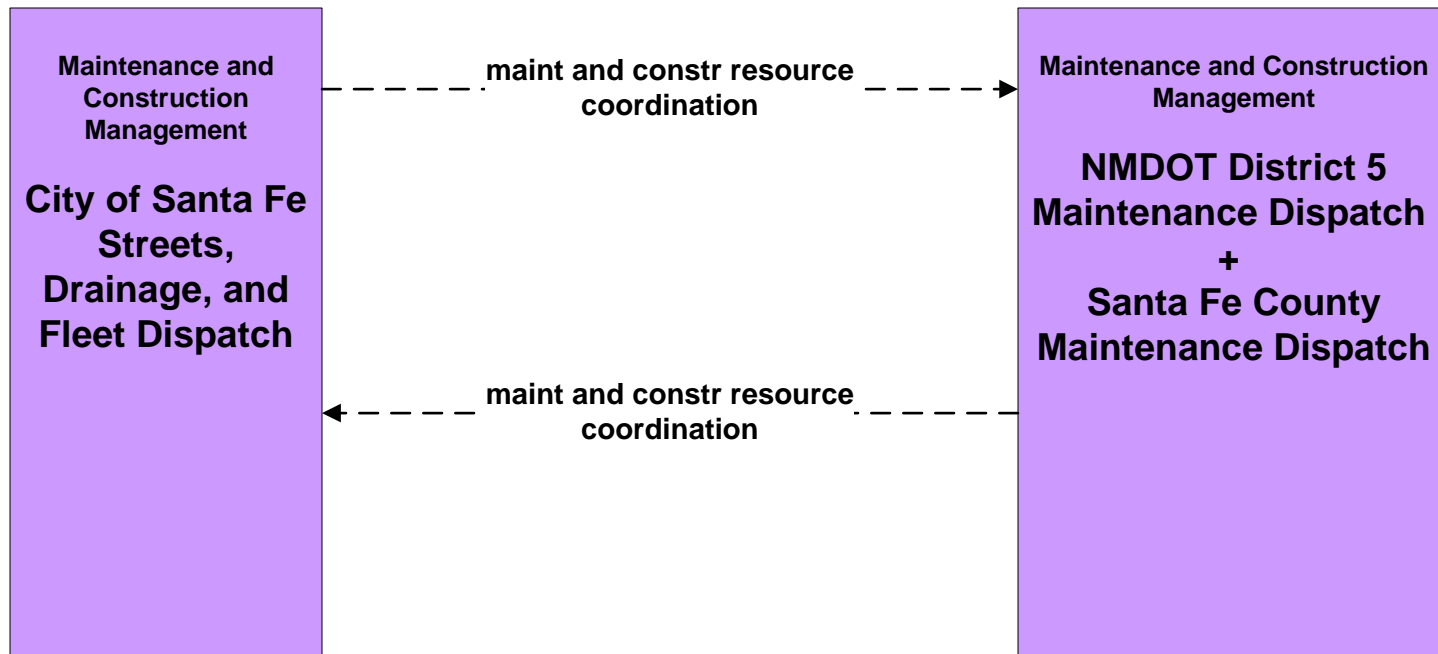 Maintenance and
Construction
Management
City of Santa Fe
Streets,
Drainage, and
Fleet Dispatch
maint and constr resource
coordination
maint and constr resource
coordination
Maintenance and Construction
Management
NMDOT District 5
Maintenance Dispatch
+
Santa Fe County
Maintenance Dispatch